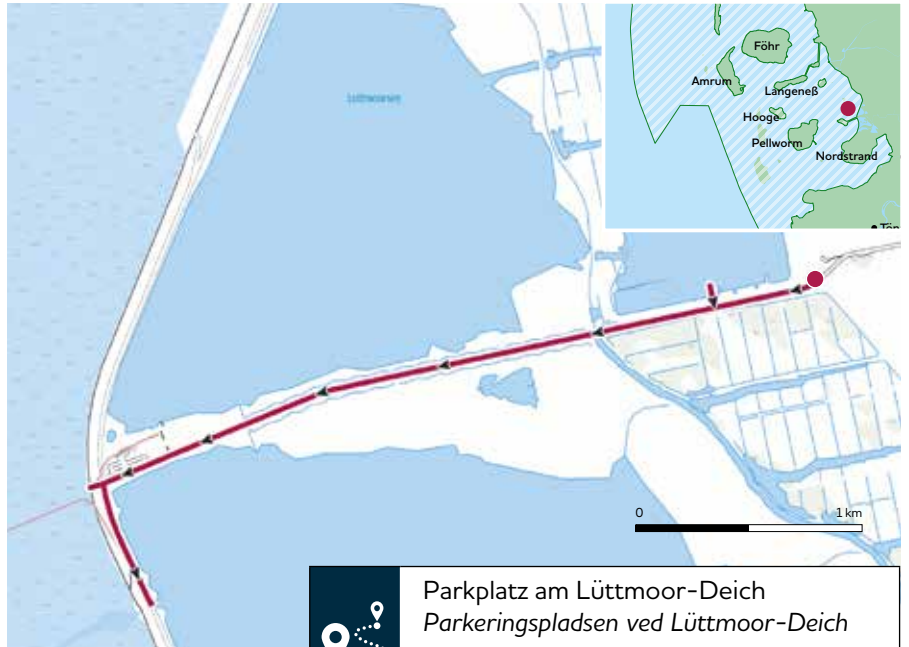 Föhr
Amrum
Langeneß
Hooge
Pellworm
Nordstrand
0 1 km
Parkplatz am Lüttmoor-Deich
Parkeringspladsen ved Lüttmoor-Deich